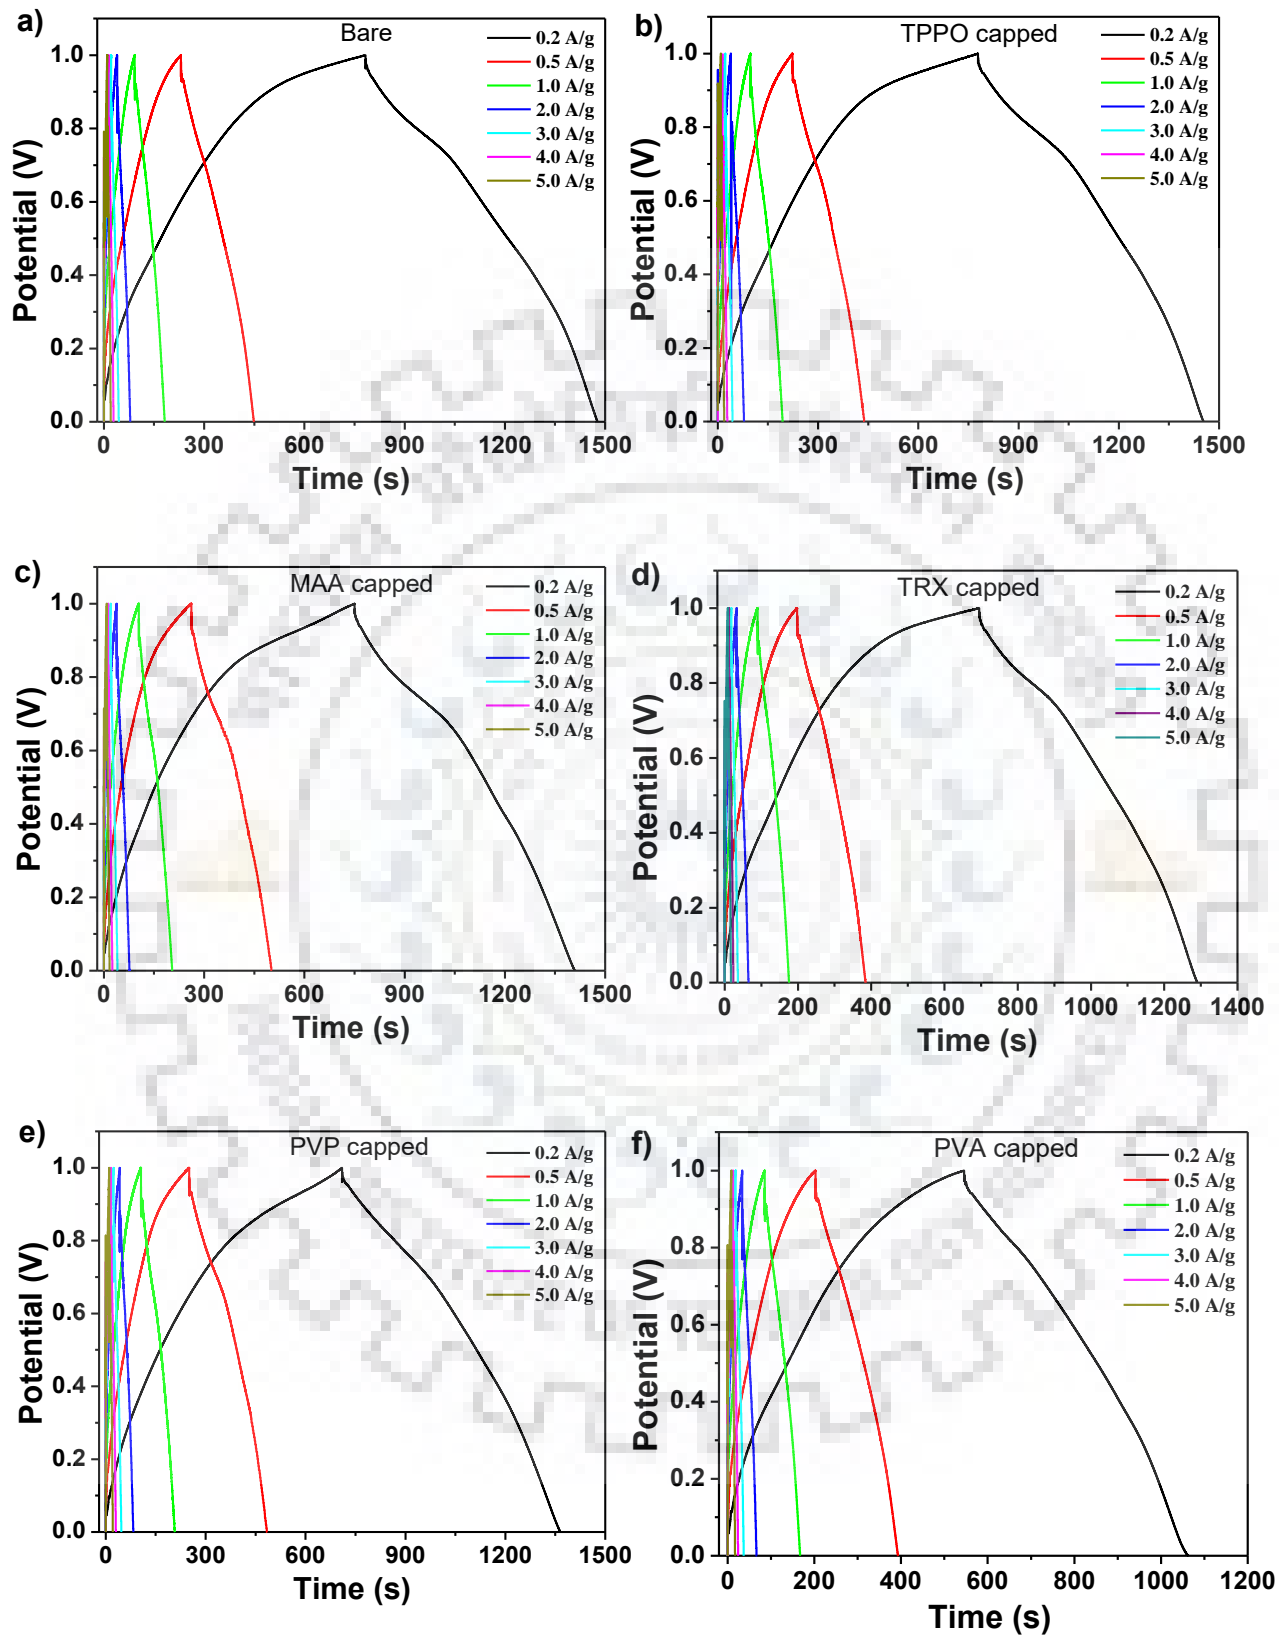 a)
Bare
0.2 A/g
0.5 A/g
1.0 A/g
2.0 A/g
3.0 A/g
4.0 A/g
5.0 A/g
Potential (V)
1.0
0.8
0.6
0.4
0.2
0.0
0 300 600 900 1200 1500
Time (s)
b)
TPPO capped
0.2 A/g
0.5 A/g
1.0 A/g
2.0 A/g
3.0 A/g
4.0 A/g
5.0 A/g
Potential (V)
1.0
0.8
0.6
0.4
0.2
0.0
0 300 600 900 1200 1500
Time (s)
c)
MAA capped
0.2 A/g
0.5 A/g
1.0 A/g
2.0 A/g
3.0 A/g
4.0 A/g
5.0 A/g
Potential (V)
1.0
0.8
0.6
0.4
0.2
0.0
0 300 600 900 1200 1500
Time (s)
d)
TRX capped
0.2 A/g
0.5 A/g
1.0 A/g
2.0 A/g
3.0 A/g
4.0 A/g
5.0 A/g
Potential (V)
1.0
0.8
0.6
0.4
0.2
0.0
0 200 400 600 800 1000 1200 1400
Time (s)
e)
PVP capped
0.2 A/g
0.5 A/g
1.0 A/g
2.0 A/g
3.0 A/g
4.0 A/g
5.0 A/g
Potential (V)
1.0
0.8
0.6
0.4
0.2
0.0
0 300 600 900 1200 1500
Time (s)
f)
PVA capped
0.2 A/g
0.5 A/g
1.0 A/g
2.0 A/g
3.0 A/g
4.0 A/g
5.0 A/g
Potential (V)
1.0
0.8
0.6
0.4
0.2
0.0
0 200 400 600 800 1000 1200
Time (s)